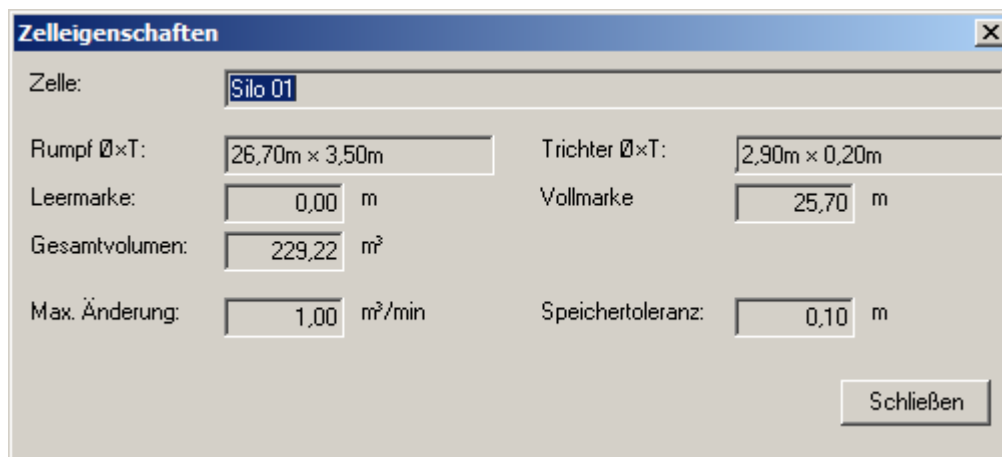 Zelleigenschaften
Zelle: Silo 01
Rumpf Ø×T: 26,70m × 3,50m Trichter Ø×T: 2,90m × 0,20m
Leermarke: 0,00 m Vollmarke 25,70 m
Gesamtvolumen: 229,22 m³
Max. Änderung: 1,00 m³/min Speichertoleranz: 0,10 m
Schließen